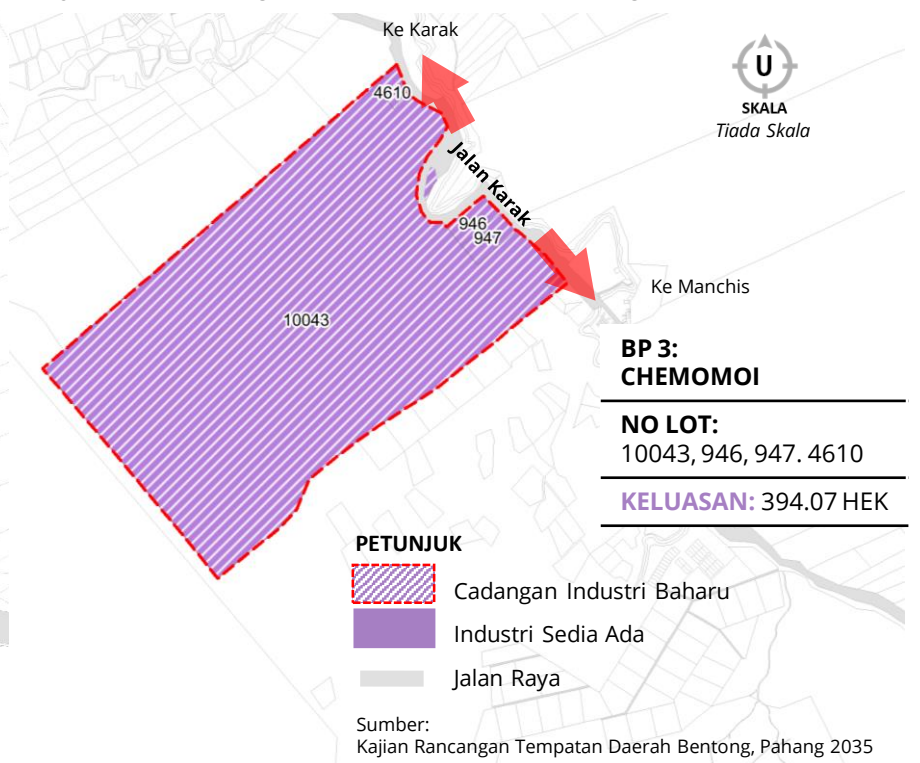 Ke Karak
U
SKALA
Tiada Skala
4610
Jalan Karak
946
947
Ke Manchis
10043
BP 3:
CHEMOMOI
NO LOT:
10043, 946, 947. 4610
KELUASAN: 394.07 HEK
PETUNJUK
Cadangan Industri Baharu
Industri Sedia Ada
Jalan Raya
Sumber:
Kajian Rancangan Tempatan Daerah Bentong, Pahang 2035